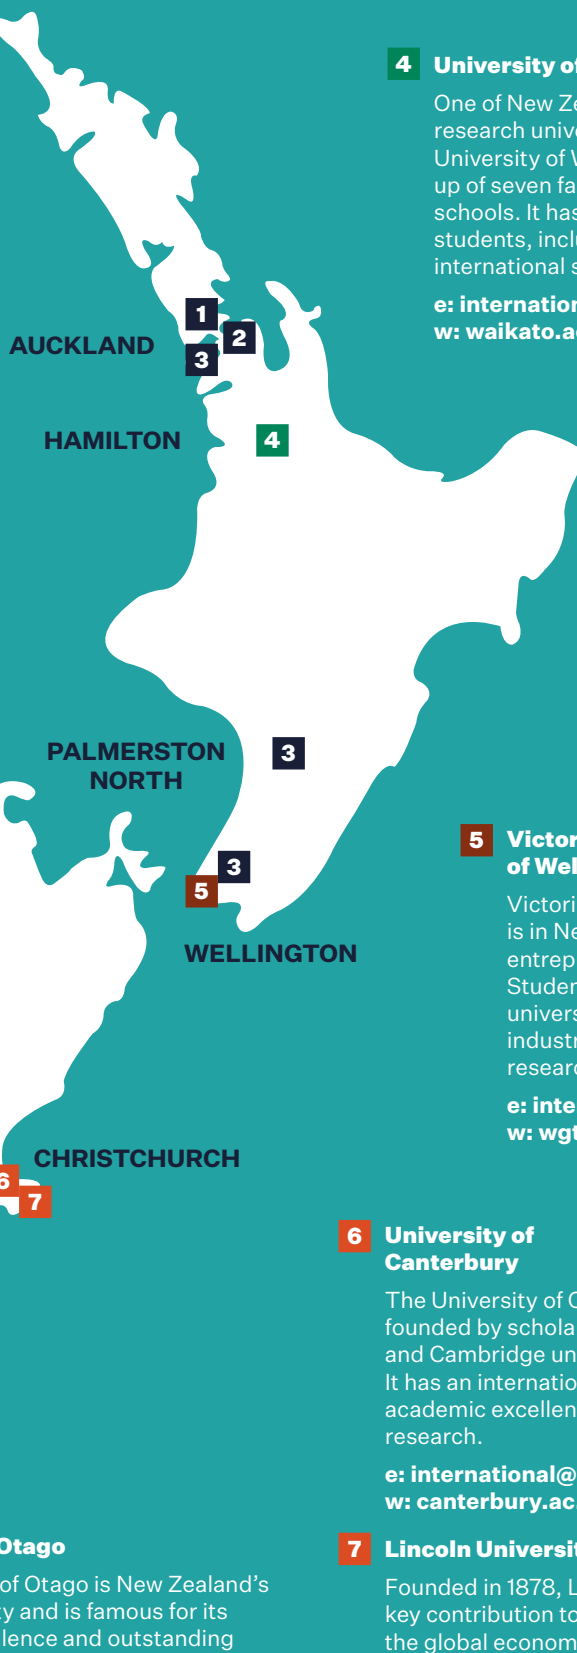 1
2
AUCKLAND
3
HAMILTON
4
PALMERSTON
NORTH
3
3
5
WELLINGTON
CHRISTCHURCH
6
7
4 University of
One of New Ze
research unive
University of W
up of seven fa
schools. It has
students, inclu
international s
e: internation
w: waikato.a
5 Victor
of Wel
Victori
is in Ne
entrep
Studen
univers
industr
researc
e: inte
w: wgt
6 University of
Canterbury
The University of C
founded by schola
and Cambridge un
It has an internatio
academic excellen
research.
e: international@
w: canterbury.ac.
7 Lincoln Universit
Founded in 1878, L
key contribution to
the global econom
Otago
of Otago is New Zealand’s
ty and is famous for its
llence and outstanding